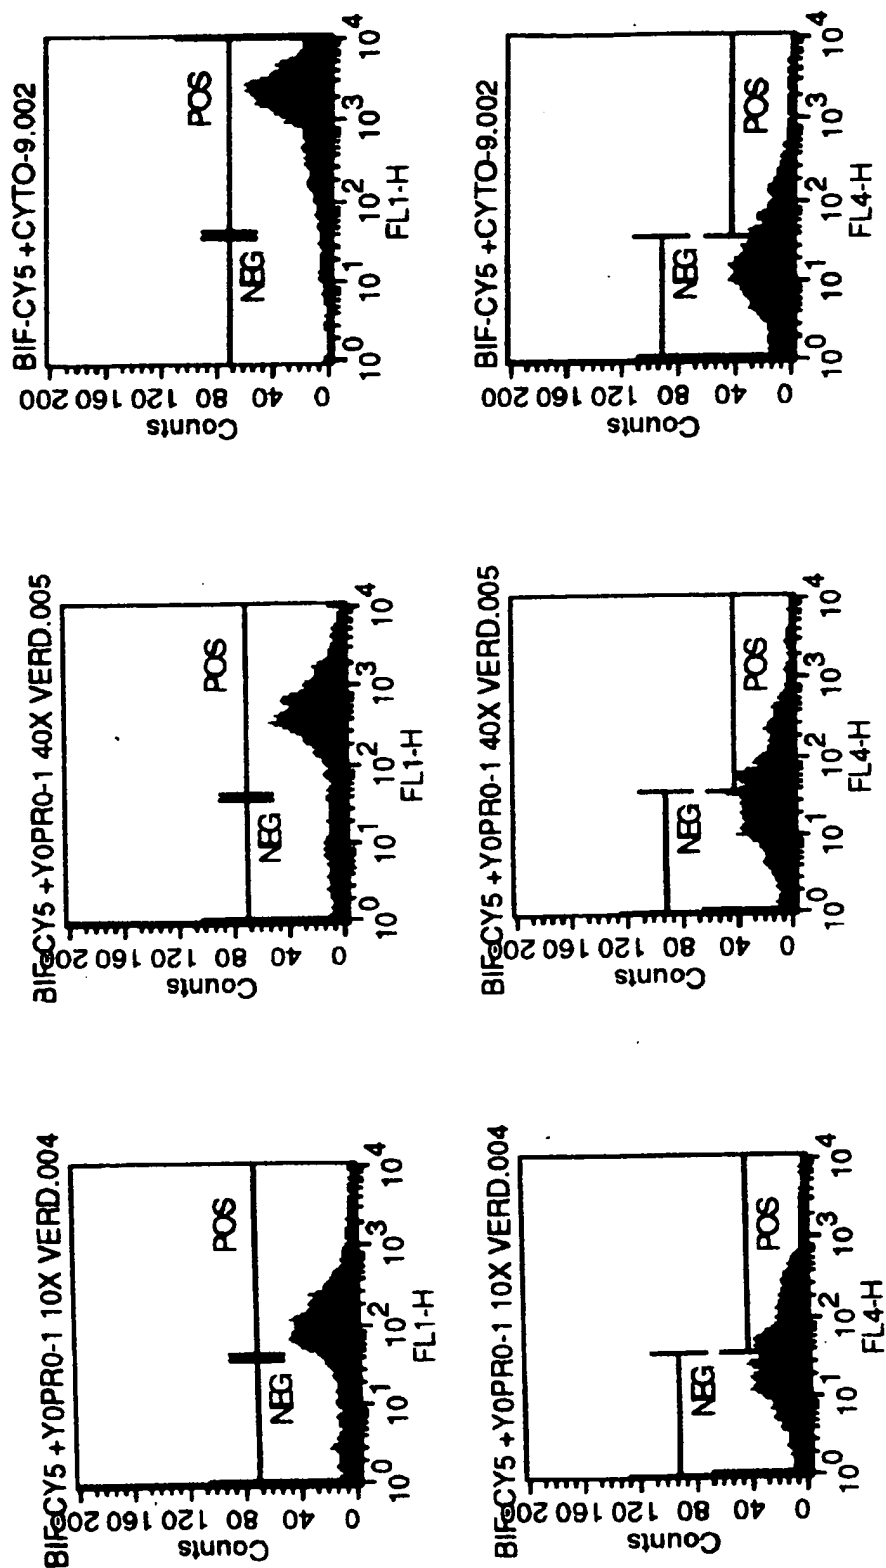 BIF-CY5 +Y0PR0-1 10X VERD.004
Counts
200 160 120 80 40 0
NEG
POS
10^0 10^1 10^2 10^3 10^4
FL1-H
BIF-CY5 +Y0PR0-1 40X VERD.005
Counts
200 160 120 80 40 0
NEG
POS
10^0 10^1 10^2 10^3 10^4
FL1-H
BIF-CY5 +CYTO-9.002
Counts
200 160 120 80 40 0
NEG
POS
10^0 10^1 10^2 10^3 10^4
FL1-H
BIF-CY5 +Y0PR0-1 10X VERD.004
Counts
200 160 120 80 40 0
NEG
POS
10^0 10^1 10^2 10^3 10^4
FL4-H
BIF-CY5 +Y0PR0-1 40X VERD.005
Counts
200 160 120 80 40 0
NEG
POS
10^0 10^1 10^2 10^3 10^4
FL4-H
BIF-CY5 +CYTO-9.002
Counts
200 160 120 80 40 0
NEG
POS
10^0 10^1 10^2 10^3 10^4
FL4-H